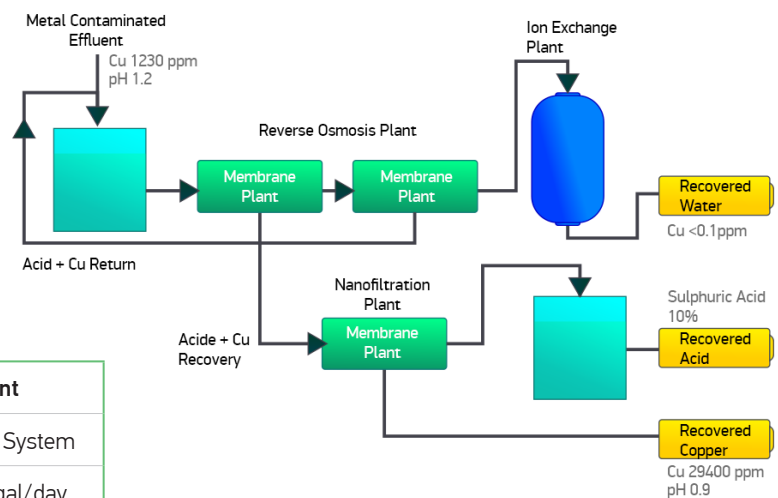 Metal Contaminated
Effluent
Cu 1230 ppm
pH 1.2
Ion Exchange
Plant
Reverse Osmosis Plant
Membrane
Plant
Membrane
Plant
Recovered
Water
Cu <0.1ppm
Acid + Cu Return
Nanofiltration
Plant
Acide + Cu
Recovery
Membrane
Plant
Sulphuric Acid
10%
Recovered
Acid
Recovered
Copper
Cu 29400 ppm
pH 0.9
nt
System
gal/day